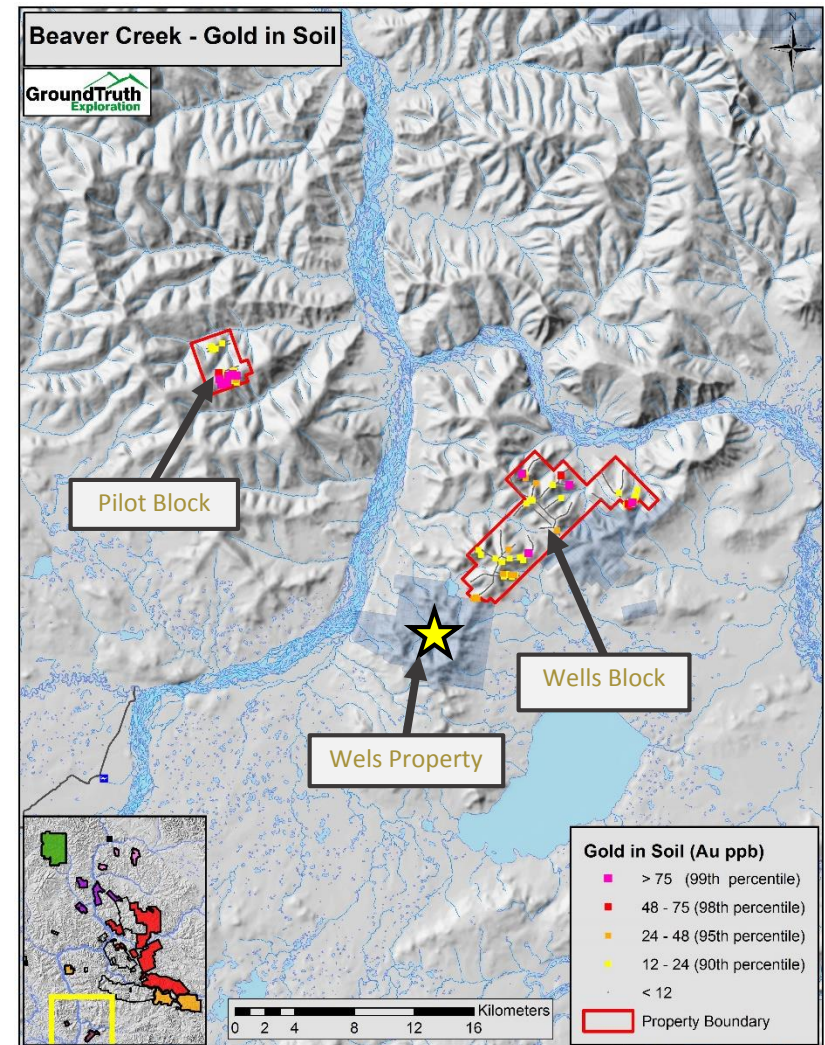 Beaver Creek - Gold in Soil
N
GroundTruth
Exploration
Pilot Block
Wells Block
Wels Property
Gold in Soil (Au ppb)
> 75 (99th percentile)
48 - 75 (98th percentile)
24 - 48 (95th percentile)
12 - 24 (90th percentile)
< 12
Property Boundary
Kilometers
0 2 4 8 12 16